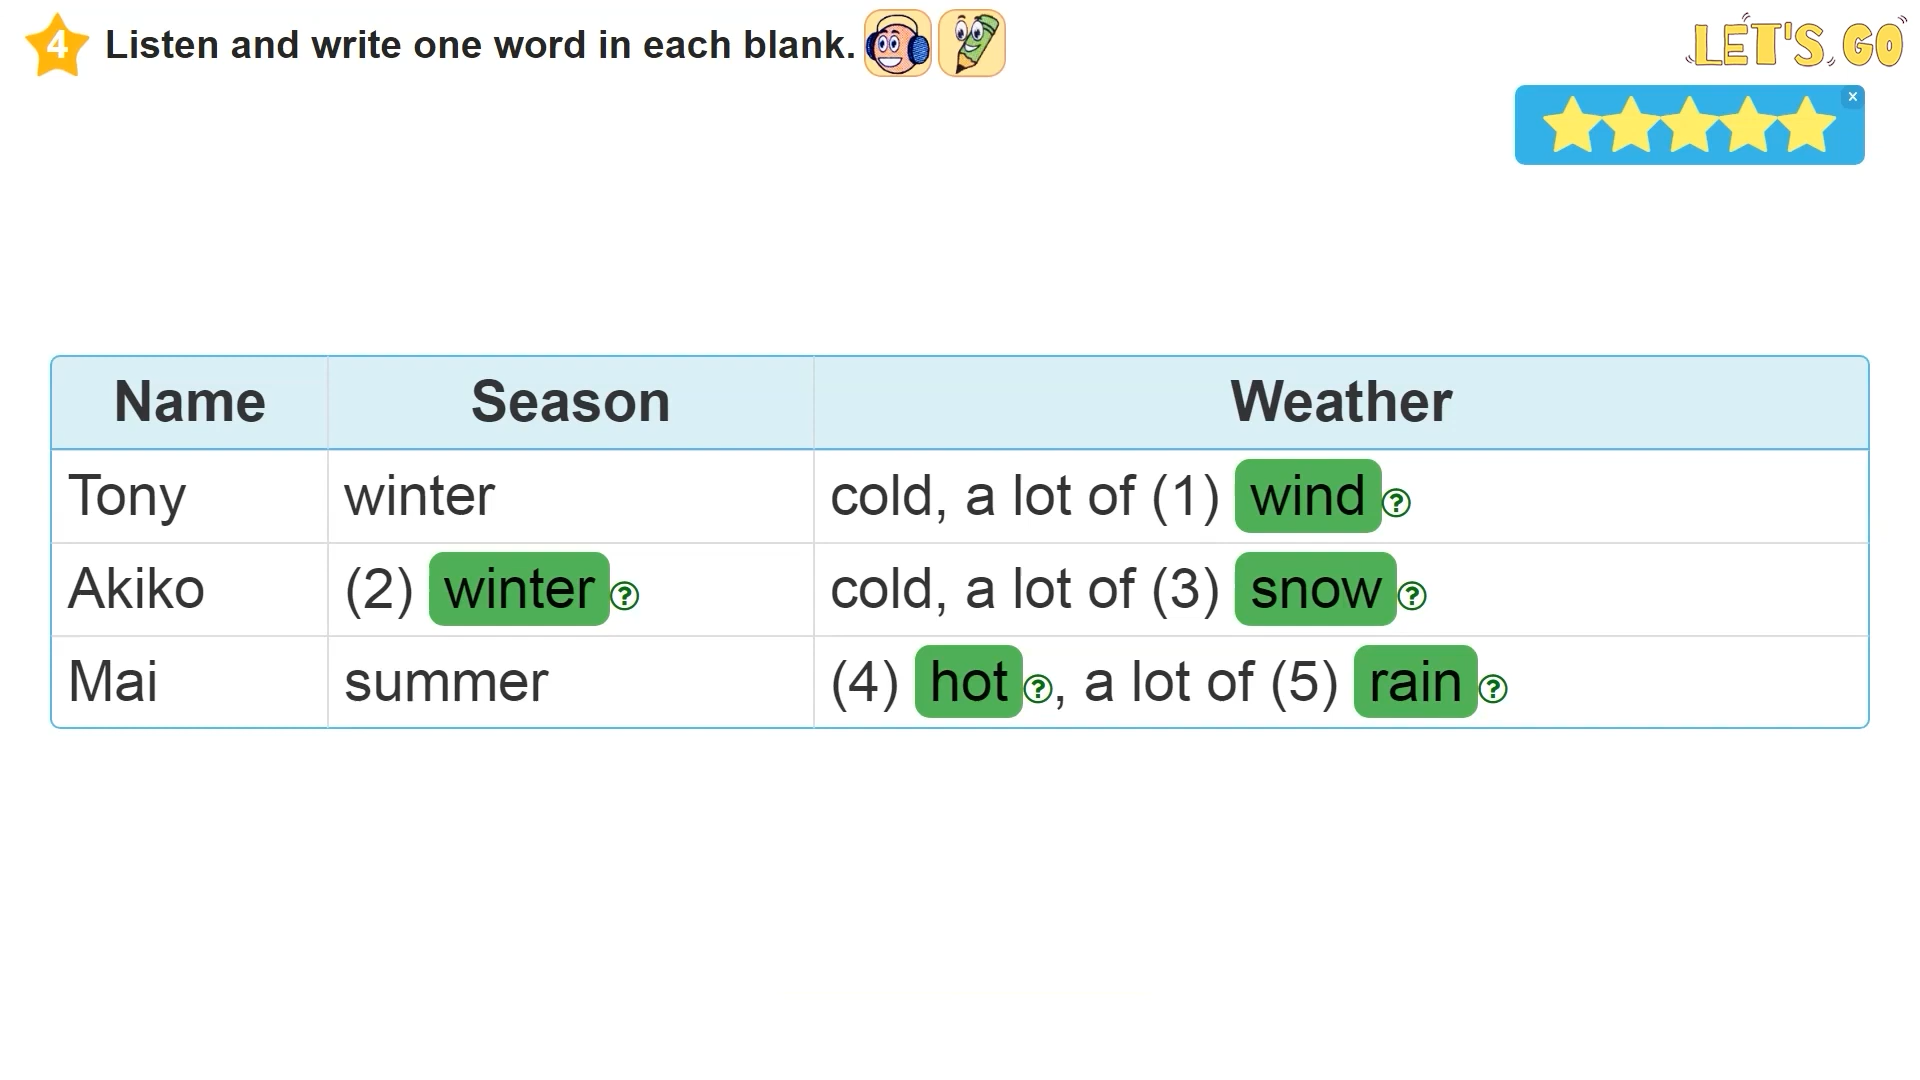 4 Listen and write one word in each blank.
LET'S GO
×
Name Season Weather
Tony winter cold, a lot of (1) wind ?
Akiko (2) winter ? cold, a lot of (3) snow ?
Mai summer (4) hot ?, a lot of (5) rain ?